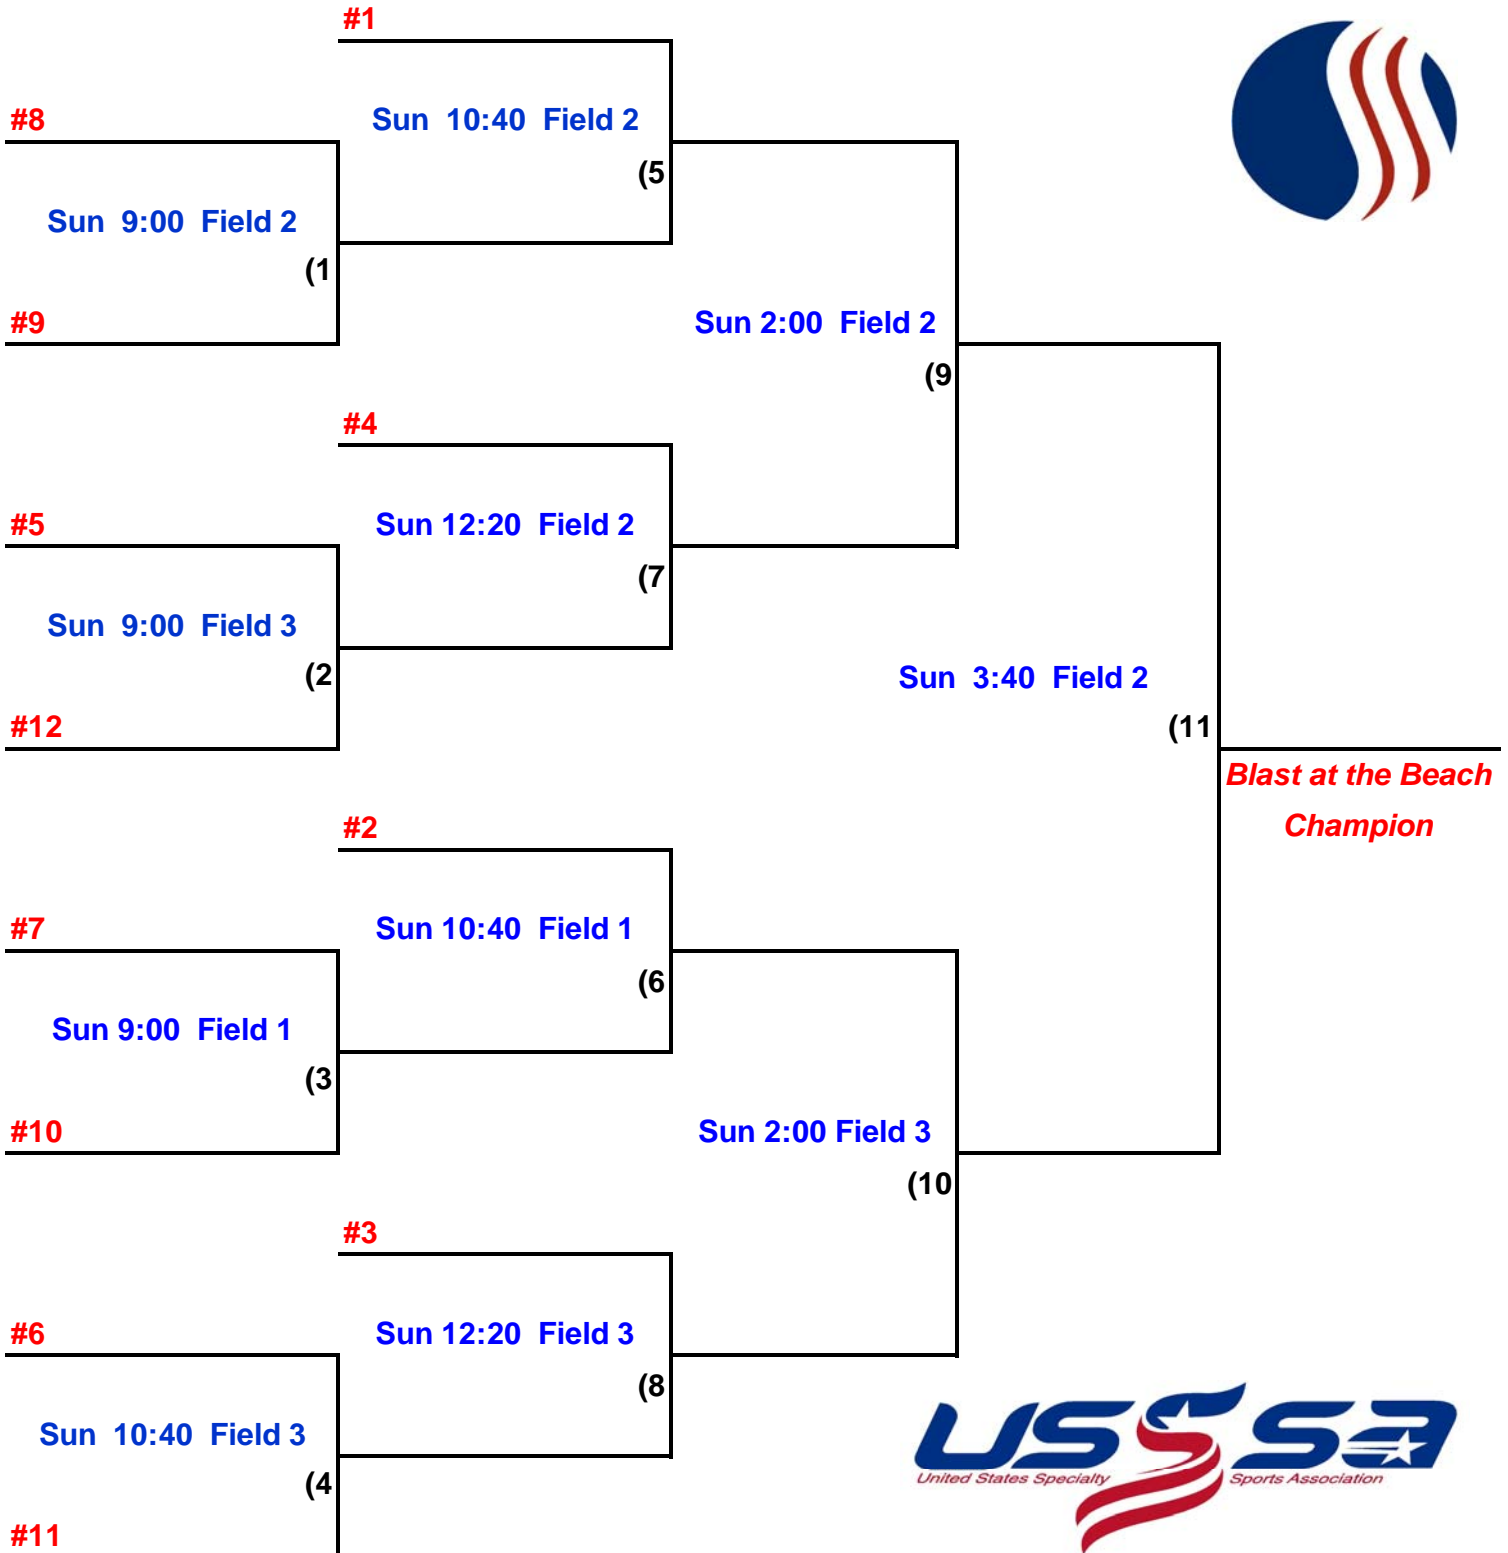 #1
#8
Sun  10:40  Field 2
(5
Sun  9:00  Field 2
(1
#9
Sun 2:00  Field 2
(9
#4
#5
Sun 12:20  Field 2
(7
Sun  9:00  Field 3
(2
Sun  3:40  Field 2
(11
#12
Blast at the Beach
Champion
#2
#7
Sun 10:40  Field 1
(6
Sun 9:00  Field 1
(3
#10
Sun 2:00 Field 3
(10
#3
#6
Sun 12:20  Field 3
(8
Sun  10:40  Field 3
(4
USSSA
United States Specialty Sports Association
#11